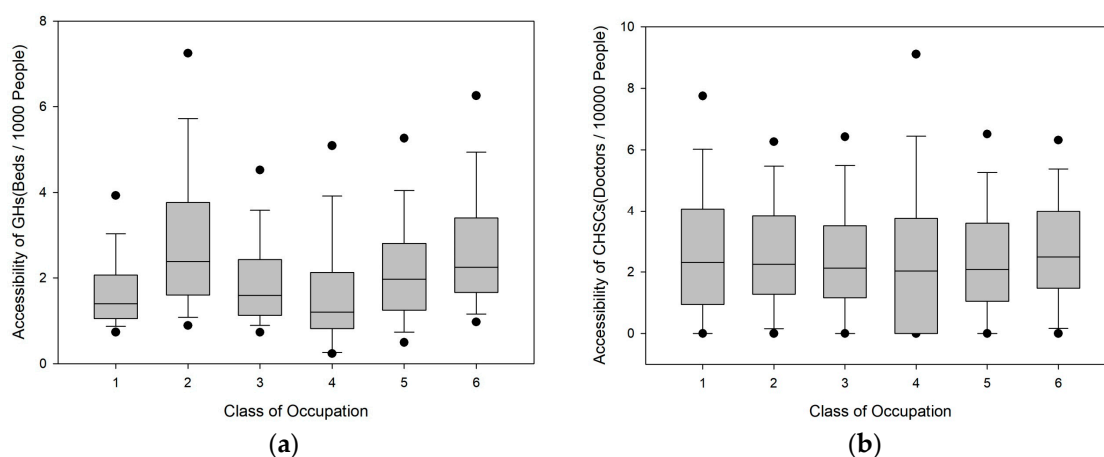 Accessibility of GHs(Beds / 1000 People)
8
6
4
2
0
1 2 3 4 5 6
Class of Occupation
(a)
Accessibility of CHSCs(Doctors / 10000 People)
10
8
6
4
2
0
1 2 3 4 5 6
Class of Occupation
(b)